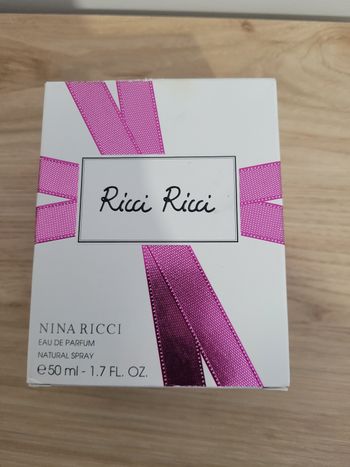 Ricci Ricci
NINA RICCI
EAU DE PARFUM
NATURAL SPRAY
℮50 ml - 1.7 FL. OZ.